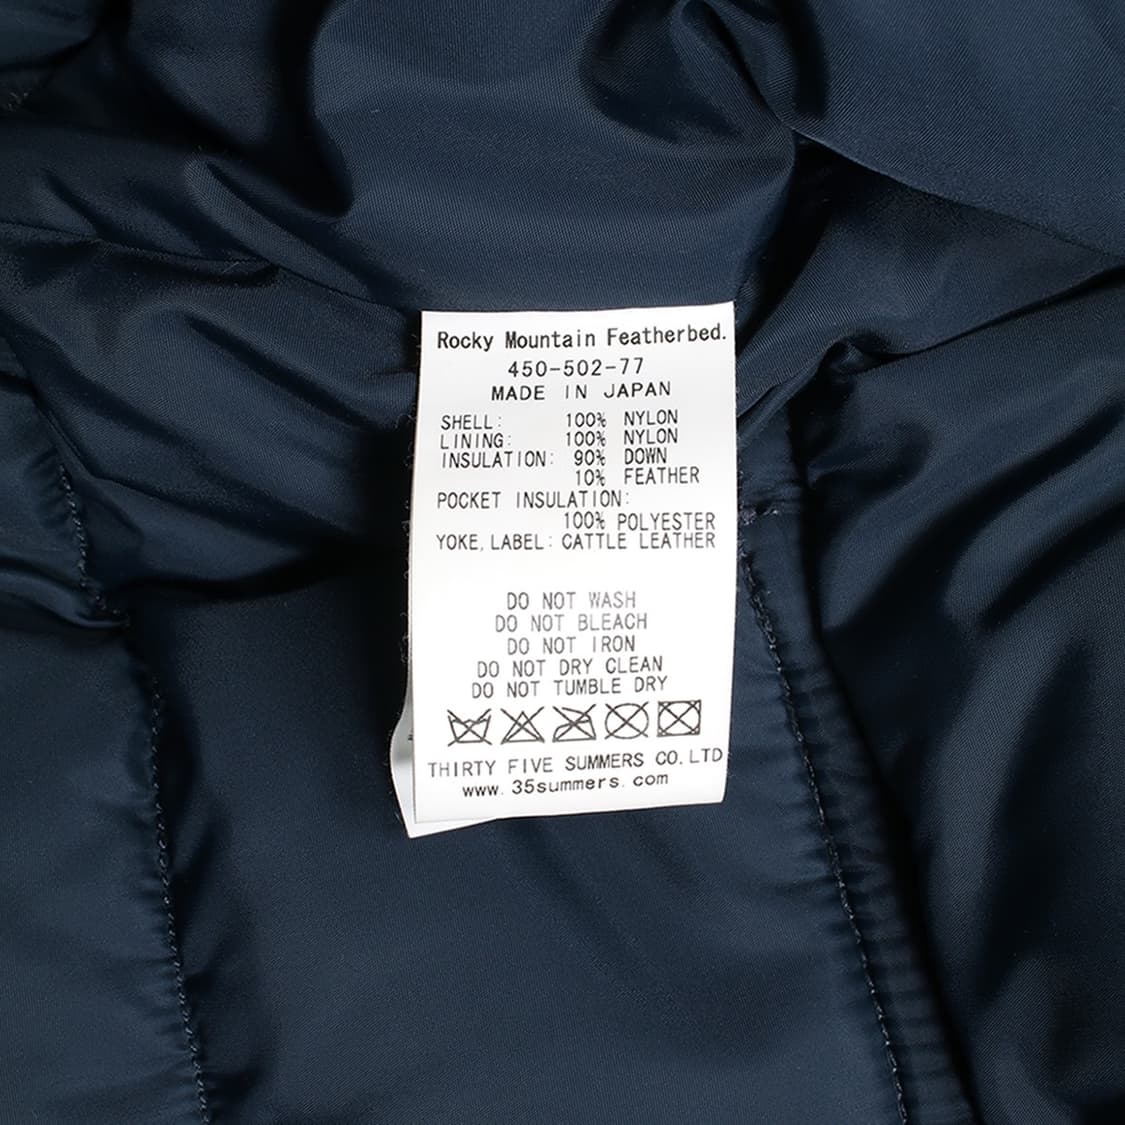 Rocky Mountain Featherbed.
450-502-77
MADE IN JAPAN
SHELL: 100% NYLON
LINING: 100% NYLON
INSULATION: 90% DOWN
10% FEATHER
POCKET INSULATION:
100% POLYESTER
YOKE, LABEL: CATTLE LEATHER
DO NOT WASH
DO NOT BLEACH
DO NOT IRON
DO NOT DRY CLEAN
DO NOT TUMBLE DRY
THIRTY FIVE SUMMERS CO. LTD
www. 35summers. com